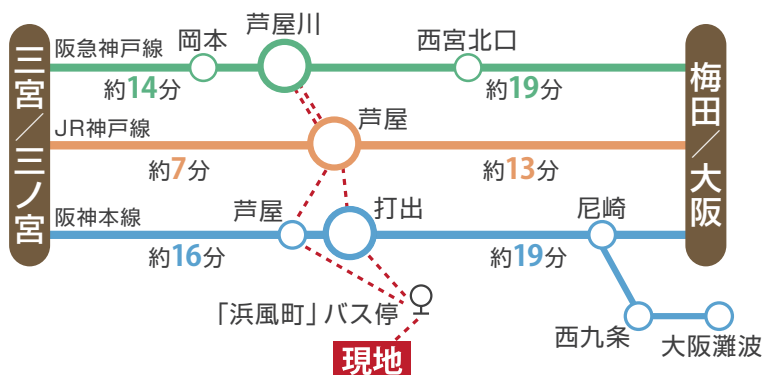 三宮／三ノ宮
阪急神戸線
岡本
芦屋川
西宮北口
約14分
約19分
JR神戸線
芦屋
約7分
約13分
阪神本線
芦屋
打出
尼崎
約16分
約19分
「浜風町」バス停
西九条
大阪灘波
現地
梅田／大阪